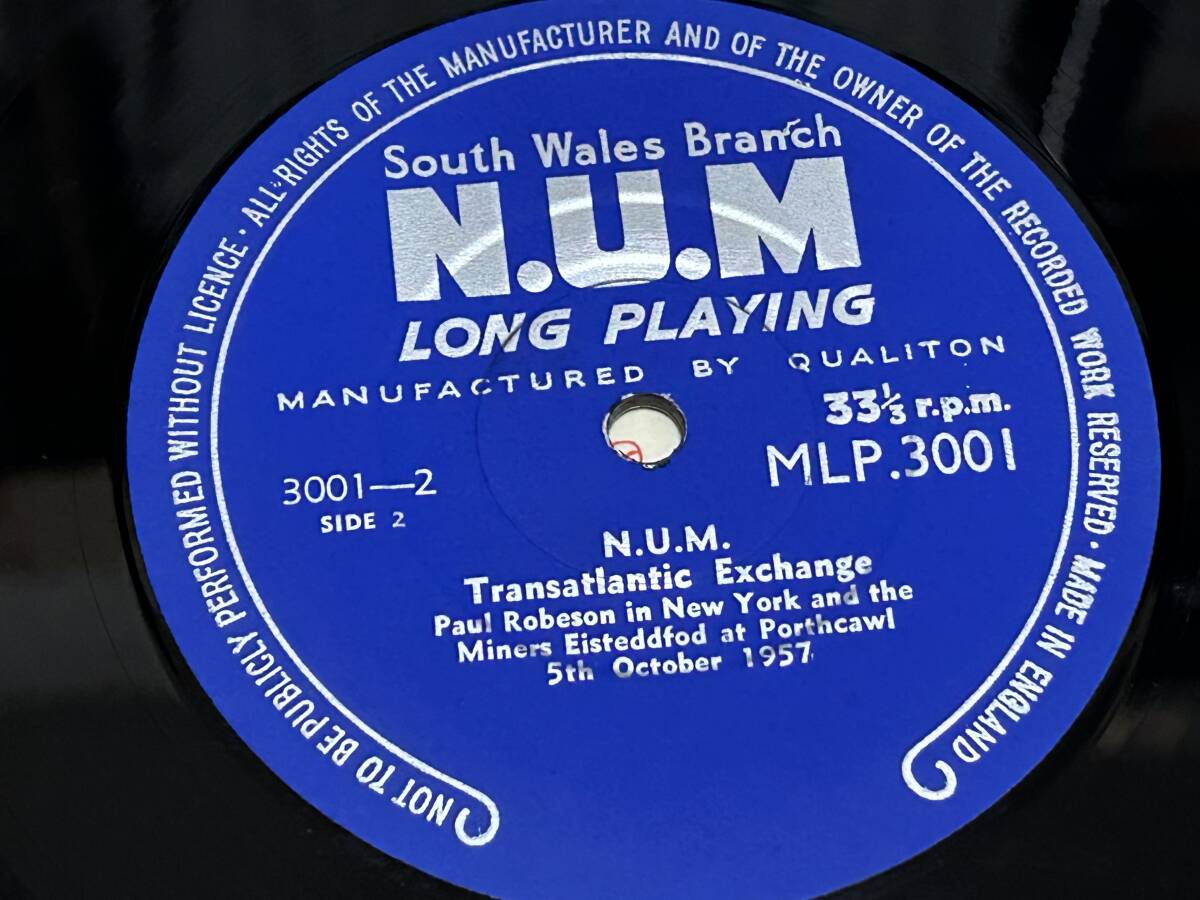 ALL RIGHTS OF THE MANUFACTURER AND OF THE OWNER OF THE RECORDED WORK RESERVED · MADE IN ENGLAND
NOT TO BE PUBLICLY PERFORMED WITHOUT LICENCE ·
South Wales Branch
N.U.M
LONG PLAYING
MANUFACTURED BY QUALITON
33⅓ r.p.m.
MLP.3001
3001—2
SIDE 2
N.U.M.
Transatlantic Exchange
Paul Robeson in New York and the
Miners Eisteddfod at Porthcawl
5th October 1957